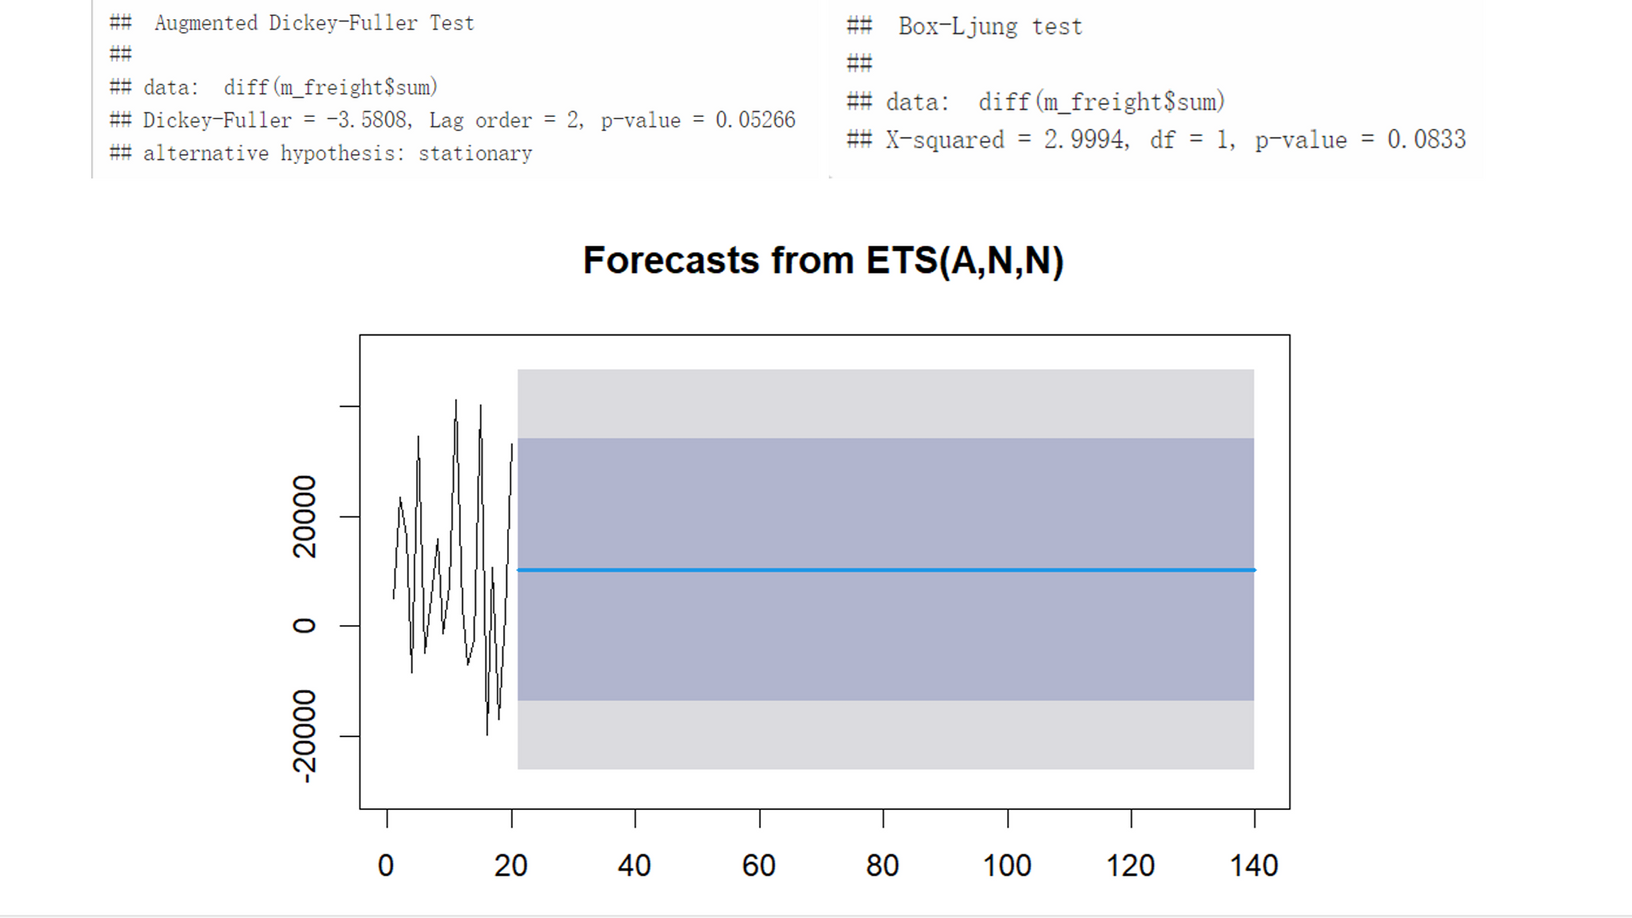 ## Augmented Dickey-Fuller Test
##
## data: diff(m_freight$sum)
## Dickey-Fuller = -3.5808, Lag order = 2, p-value = 0.05266
## alternative hypothesis: stationary
## Box-Ljung test
##
## data: diff(m_freight$sum)
## X-squared = 2.9994, df = 1, p-value = 0.0833
Forecasts from ETS(A,N,N)
20000
0
-20000
0 20 40 60 80 100 120 140